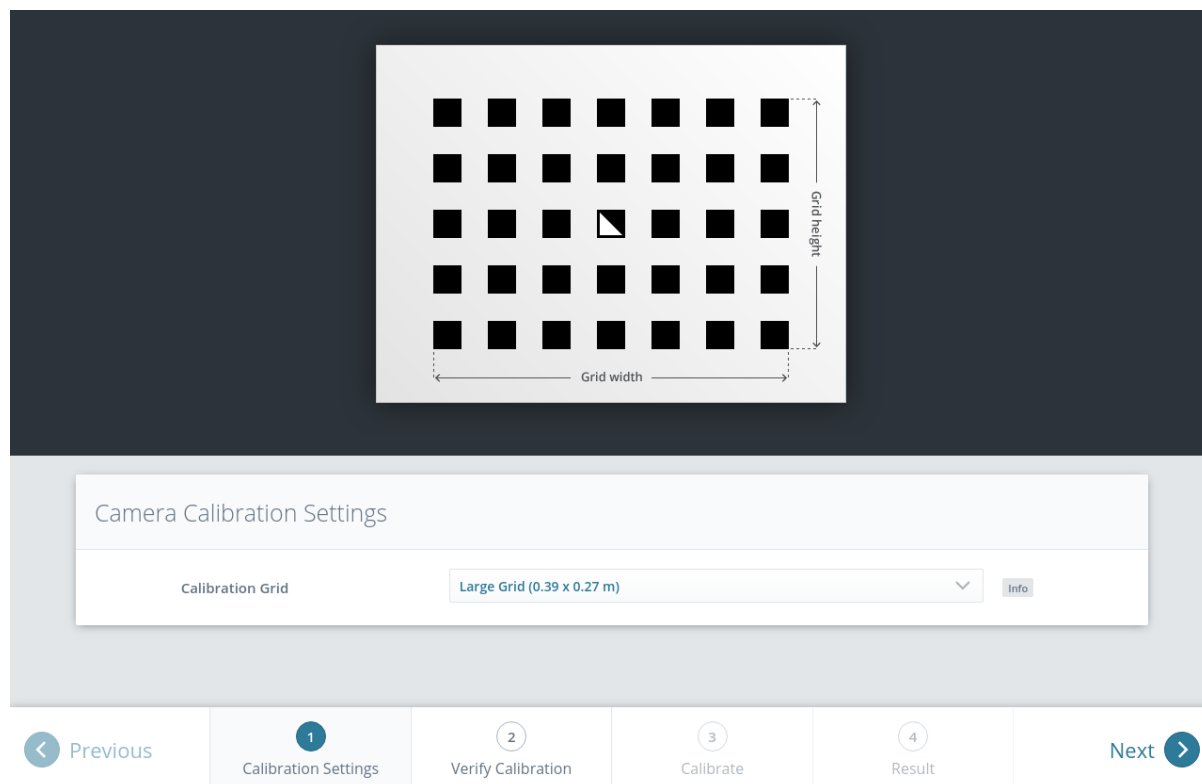 Grid height
Grid width
Camera Calibration Settings
Calibration Grid
Large Grid (0.39 x 0.27 m)
Info
Previous
1
Calibration Settings
2
Verify Calibration
3
Calibrate
4
Result
Next